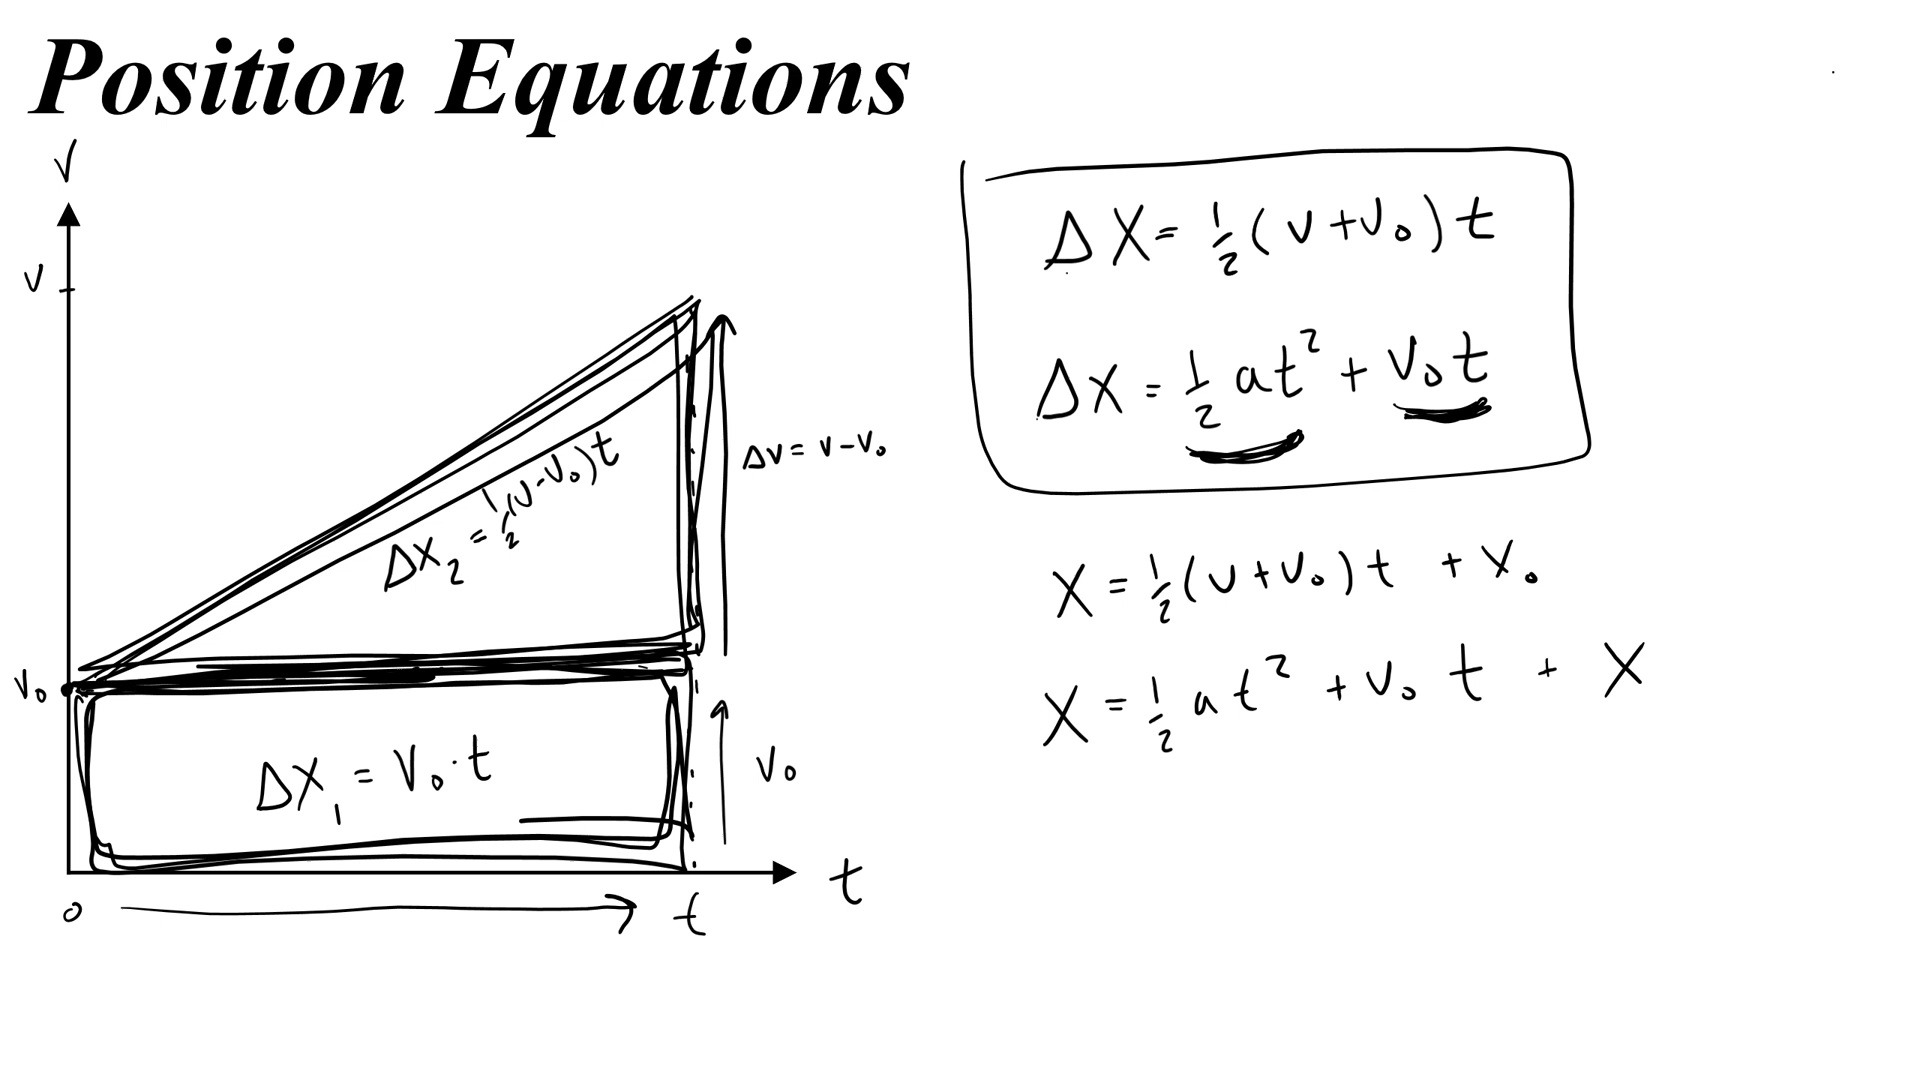 Position Equations
V
V
ΔX = ½(v+v₀)t
ΔX = ½at² + v₀t
Δv = v-v₀
ΔX₂ = ½(v-v₀)t
X = ½(v+v₀)t + x₀
V₀
X = ½at² + v₀t + X
ΔX₁ = V₀·t
V₀
t
0
t